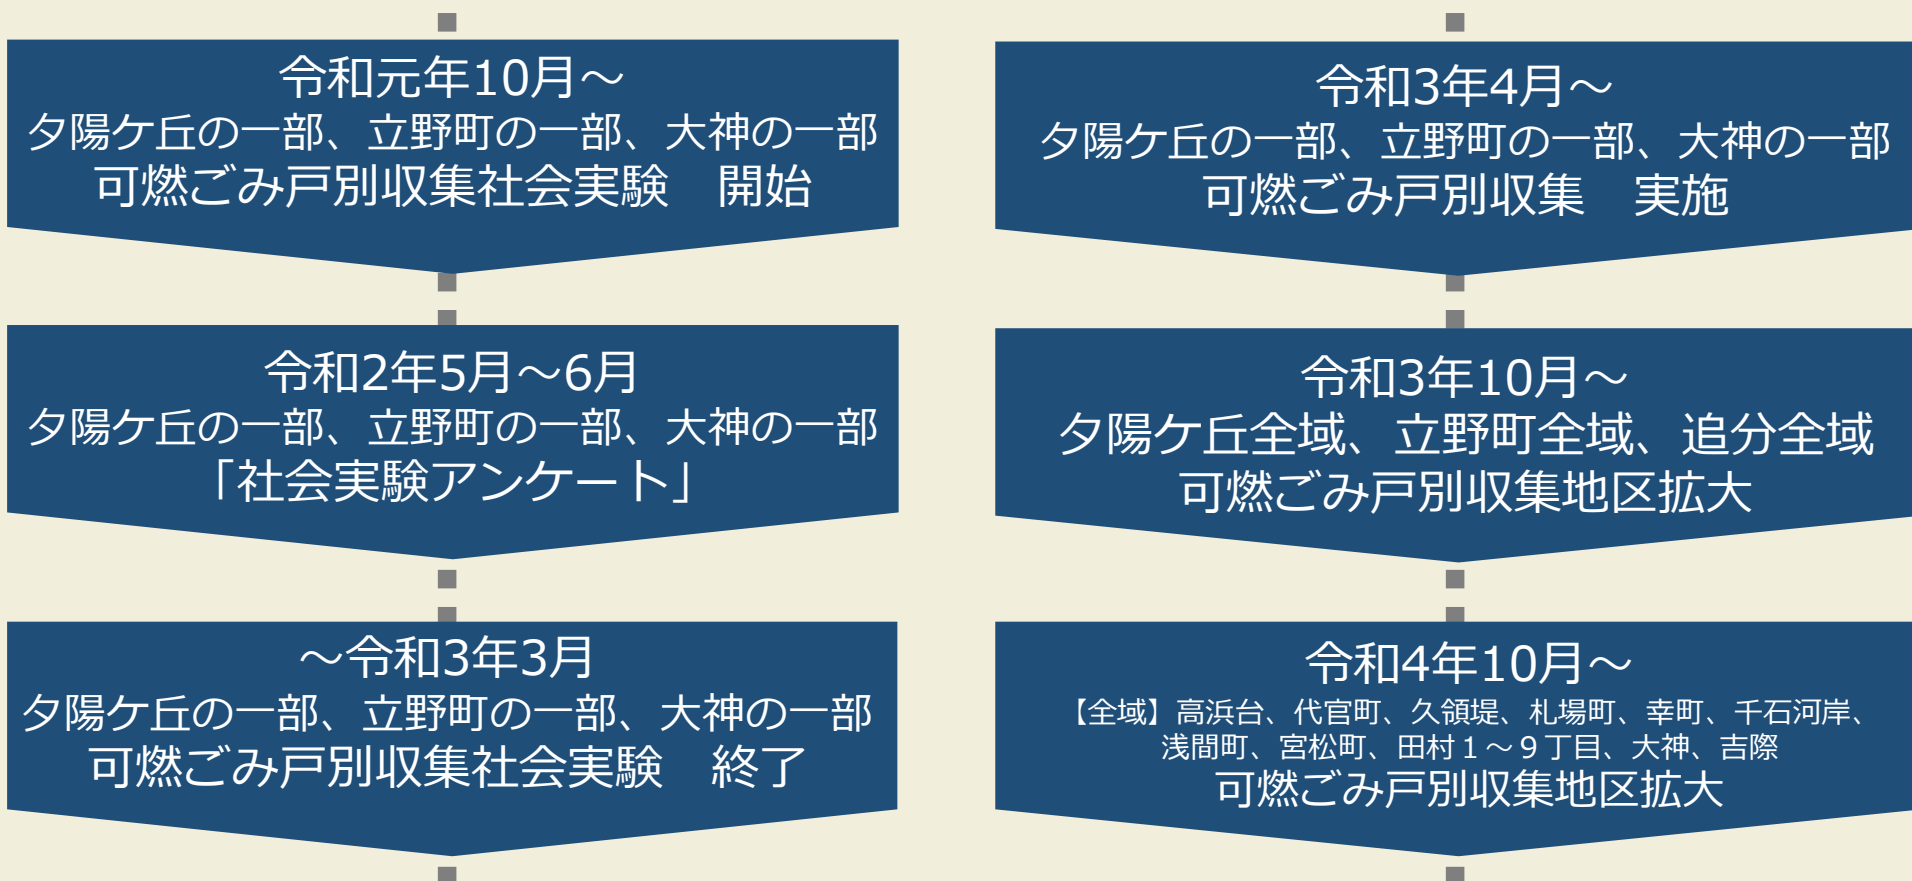 令和元年10月～
夕陽ケ丘の一部、立野町の一部、大神の一部
可燃ごみ戸別収集社会実験　開始
令和2年5月～6月
夕陽ケ丘の一部、立野町の一部、大神の一部
「社会実験アンケート」
～令和3年3月
夕陽ケ丘の一部、立野町の一部、大神の一部
可燃ごみ戸別収集社会実験　終了
令和3年4月～
夕陽ケ丘の一部、立野町の一部、大神の一部
可燃ごみ戸別収集　実施
令和3年10月～
夕陽ケ丘全域、立野町全域、追分全域
可燃ごみ戸別収集地区拡大
令和4年10月～
【全域】高浜台、代官町、久領堤、札場町、幸町、千石河岸、
浅間町、宮松町、田村１～９丁目、大神、吉際
可燃ごみ戸別収集地区拡大